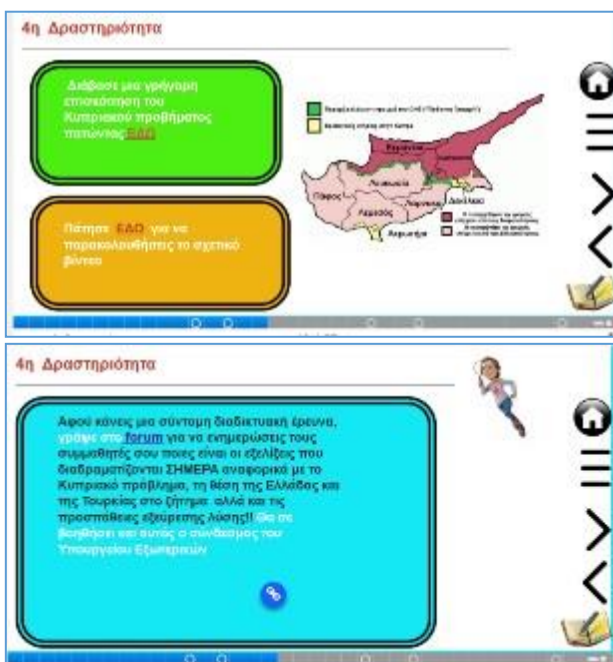 4η Δραστηριότητα
Διάβασε μια γρήγορη
επισκόπηση του
Κυπριακού προβήματος
πατώντας ΕΔΩ
Πάτησε ΕΔΩ για να
παρακολουθήσεις το σχετικό
βίντεο
Κερύνεια
Λευκωσία
Πάφος
Λάρνακα
Δεκέλεια
Λεμεσός
Ακρωτήρι
4η Δραστηριότητα
Αφού κάνεις μια σύντομη διαδικτυακή έρευνα,
γράψε στο forum για να ενημερώσεις τους
συμμαθητές σου ποιες είναι οι εξελίξεις που
διαδραματίζονται ΣΗΜΕΡΑ αναφορικά με το
Κυπριακό πρόβλημα, τη θέση της Ελλάδας και
της Τουρκίας στο ζήτημα αλλά και τις
προσπάθειες εξεύρεσης λύσης!! Θα σε
βοηθήσει και αυτός ο σύνδεσμος του
Υπουργείου Εξωτερικών